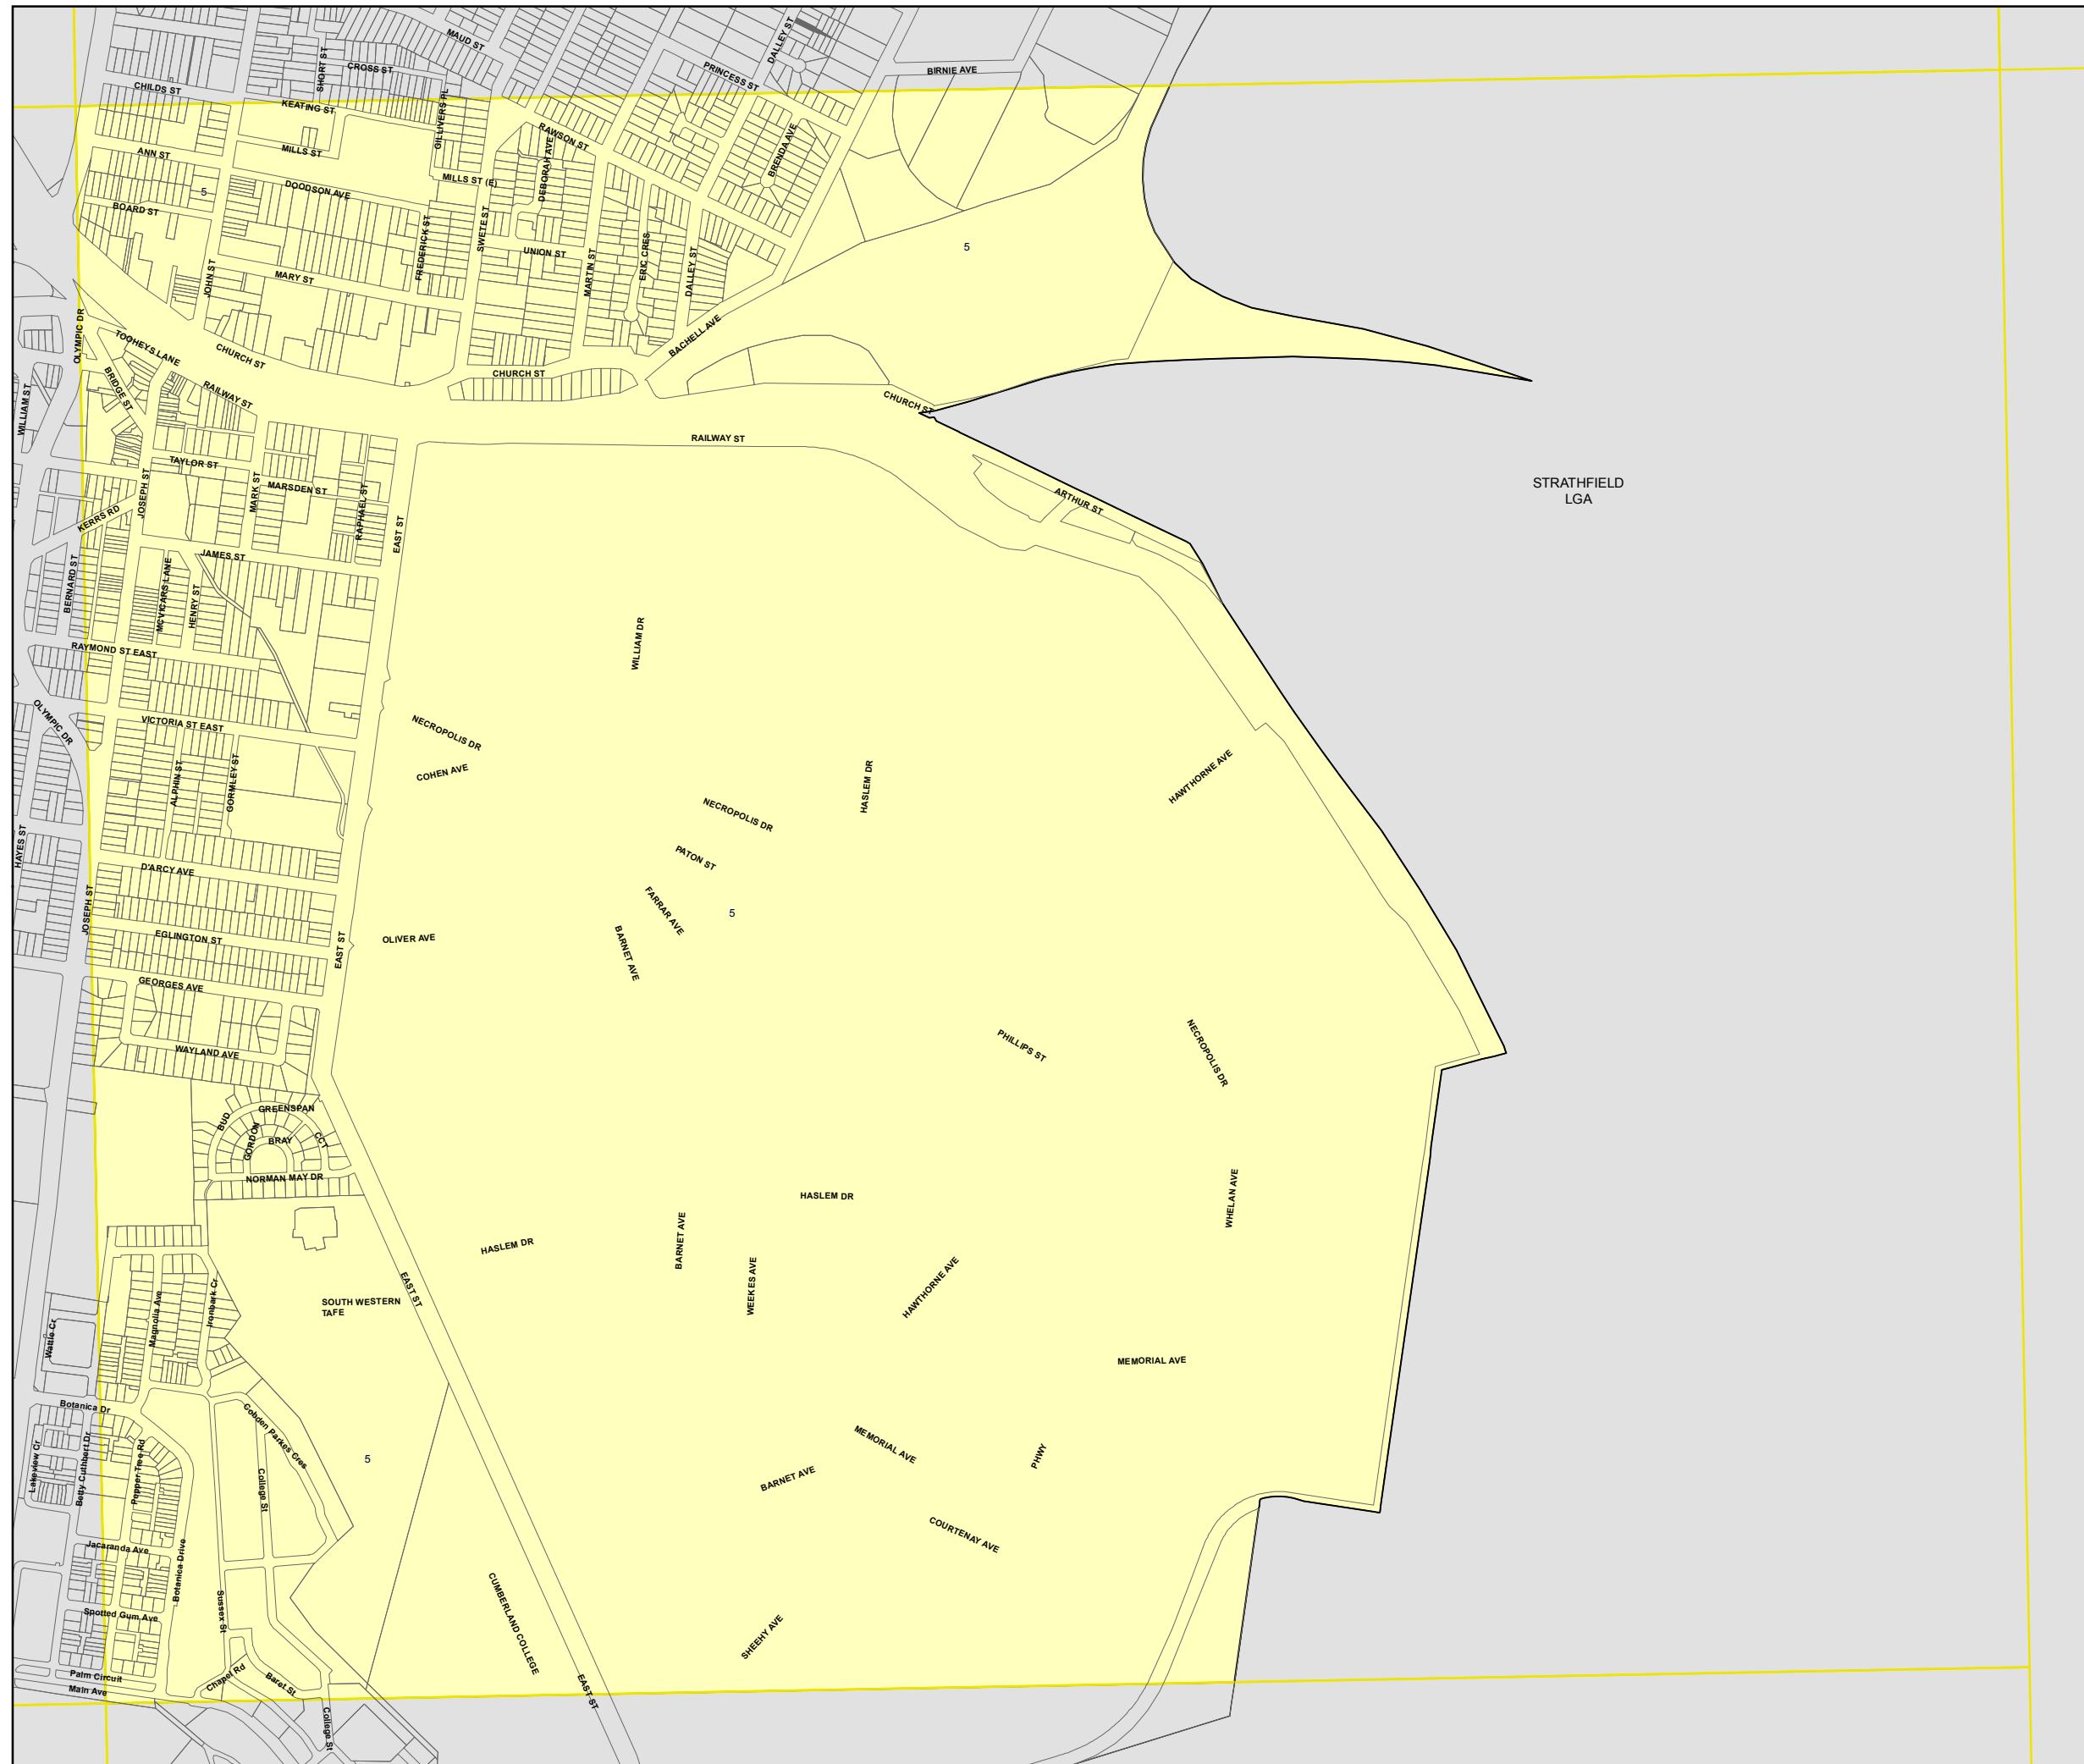 MAUD ST
DALLEY ST
SHORT ST
CROSS ST
PRINCESS ST
BIRNIE AVE
CHILDS ST
KEATING ST
GILLIVERS PL
RAWSON ST
BRENDA AVE
ANN ST
MILLS ST
DEBORAH AVE
MILLS ST (E)
5
DOODSON AVE
BOARD ST
FREDERICK ST
SWETE ST
UNION ST
5
JOHN ST
MARY ST
MARTIN ST
ERIC CRES
DALLEY ST
OLYMPIC DR
TOOHEYS LANE
CHURCH ST
BACHELL AVE
BRIDGE ST
CHURCH ST
WILLIAM ST
RAILWAY ST
CHURCH ST
RAILWAY ST
TAYLOR ST
MARK ST
MARSDEN ST
JOSEPH ST
RAPHAEL ST
STRATHFIELD
LGA
ARTHUR ST
KERRS RD
EAST ST
JAMES ST
BERNARD ST
MCVICARS LANE
HENRY ST
WILLIAM DR
RAYMOND ST EAST
OLYMPIC DR
VICTORIA ST EAST
NECROPOLIS DR
COHEN AVE
ALPHIN ST
GORMLEY ST
HASLEM DR
HAWTHORNE AVE
NECROPOLIS DR
HAYES ST
PATON ST
D'ARCY AVE
FARRAR AVE
5
JOSEPH ST
EGLINGTON ST
EAST ST
OLIVER AVE
BARNET AVE
GEORGES AVE
WAYLAND AVE
PHILLIPS ST
NECROPOLIS DR
BUD
GREENSPAN
CCT
GORDON
BRAY
NORMAN MAY DR
HASLEM DR
WHELAN AVE
HASLEM DR
BARNET AVE
WEEKES AVE
EAST ST
HAWTHORNE AVE
SOUTH WESTERN
TAFE
Wattle Cr
Magnolia Ave
Ironbark Cr
MEMORIAL AVE
Botanica Dr
Cobden Parkes Cres
Lakeview Cr
Betty Cuthbert Dr
Pepper Tree Rd
College St
5
MEMORIAL AVE
PHWY
BARNET AVE
COURTENAY AVE
Jacaranda Ave
Botanica Drive
Sussex St
CUMBERLAND COLLEGE
Spotted Gum Ave
SHEEHY AVE
Palm Circuit
Main Ave
Chapel Rd
Baret St
College St
EAST ST